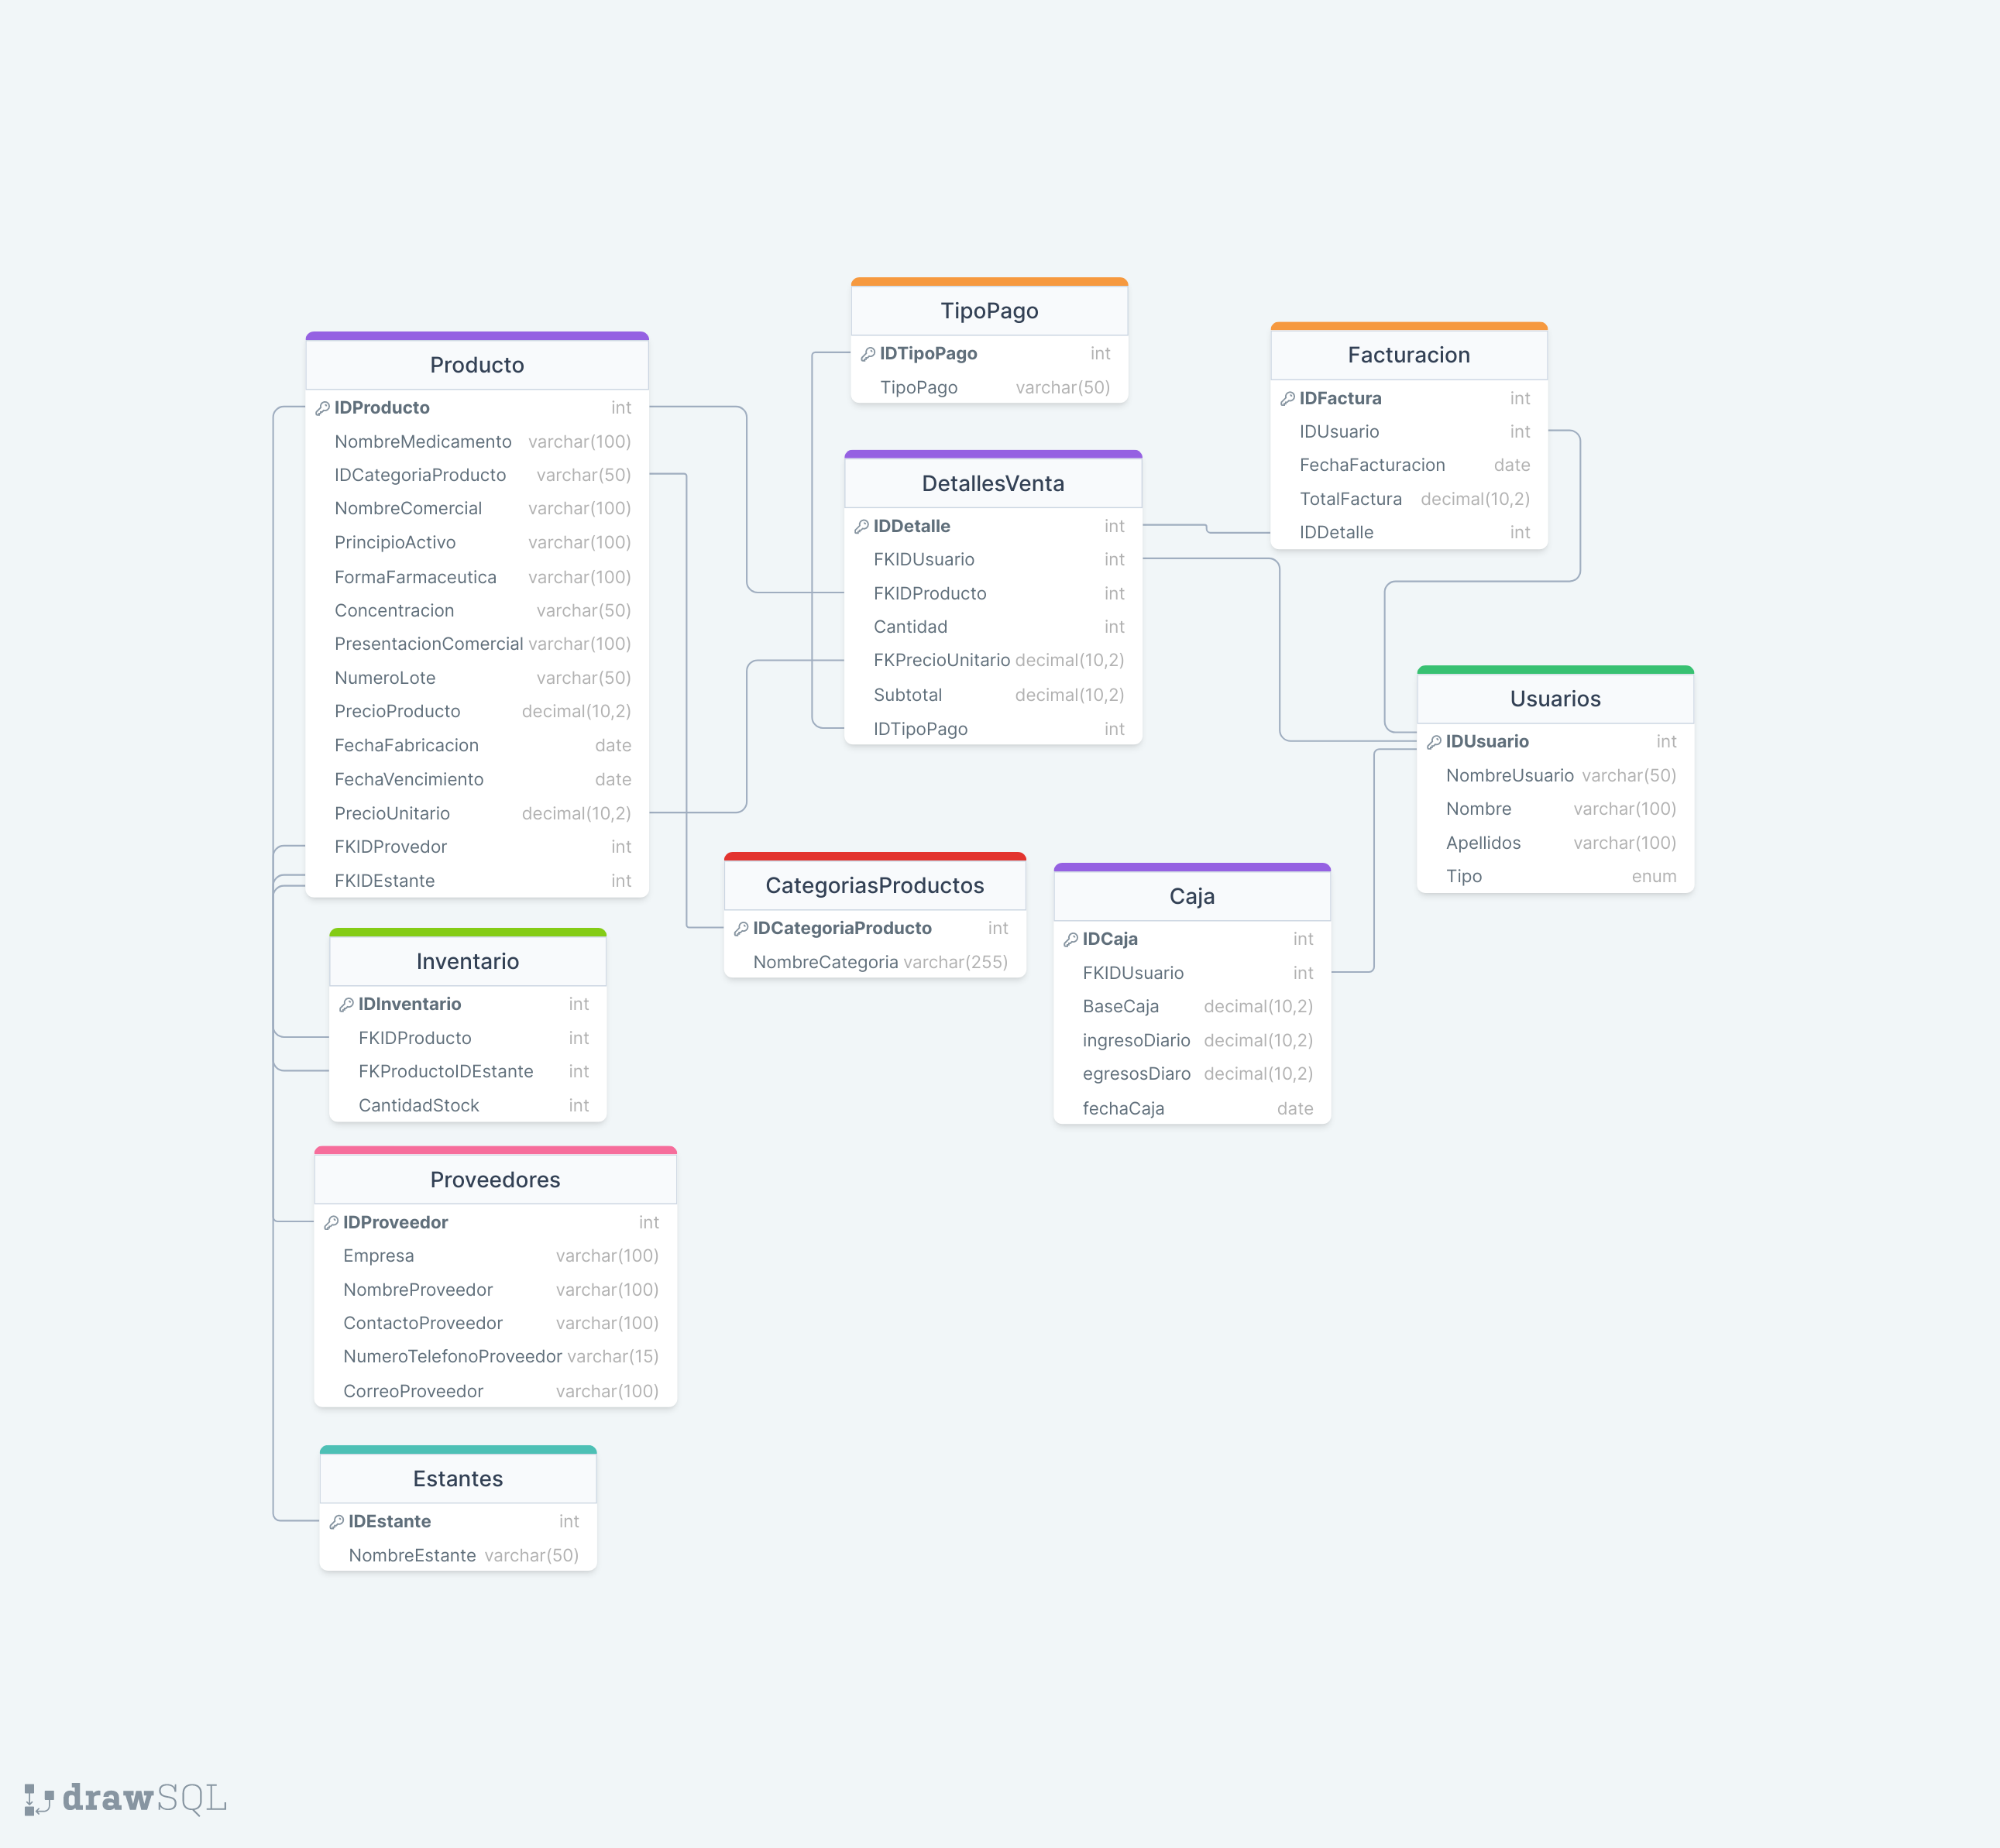 TipoPago
IDTipoPago int
TipoPago varchar(50)
Facturacion
IDFactura int
IDUsuario int
FechaFacturacion date
TotalFactura decimal(10,2)
IDDetalle int
Producto
IDProducto int
NombreMedicamento varchar(100)
IDCategoriaProducto varchar(50)
NombreComercial varchar(100)
PrincipioActivo varchar(100)
FormaFarmaceutica varchar(100)
Concentracion varchar(50)
PresentacionComercial varchar(100)
NumeroLote varchar(50)
PrecioProducto decimal(10,2)
FechaFabricacion date
FechaVencimiento date
PrecioUnitario decimal(10,2)
FKIDProvedor int
FKIDEstante int
DetallesVenta
IDDetalle int
FKIDUsuario int
FKIDProducto int
Cantidad int
FKPrecioUnitario decimal(10,2)
Subtotal decimal(10,2)
IDTipoPago int
Usuarios
IDUsuario int
NombreUsuario varchar(50)
Nombre varchar(100)
Apellidos varchar(100)
Tipo enum
CategoriasProductos
IDCategoriaProducto int
NombreCategoria varchar(255)
Caja
IDCaja int
FKIDUsuario int
BaseCaja decimal(10,2)
ingresoDiario decimal(10,2)
egresosDiaro decimal(10,2)
fechaCaja date
Inventario
IDInventario int
FKIDProducto int
FKProductoIDEstante int
CantidadStock int
Proveedores
IDProveedor int
Empresa varchar(100)
NombreProveedor varchar(100)
ContactoProveedor varchar(100)
NumeroTelefonoProveedor varchar(15)
CorreoProveedor varchar(100)
Estantes
IDEstante int
NombreEstante varchar(50)
drawSQL